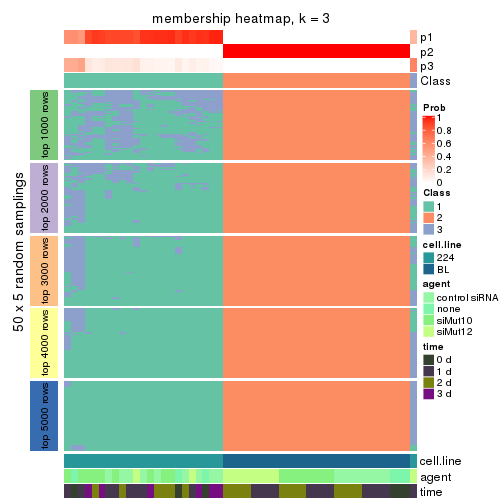 membership heatmap, k = 3
p1
p2
p3
Class
50 x 5 random samplings
top 1000 rows
top 2000 rows
top 3000 rows
top 4000 rows
top 5000 rows
cell.line
agent
time
Prob
1
0.8
0.6
0.4
0.2
0
Class
1
2
3
cell.line
224
BL
agent
control siRNA
none
siMut10
siMut12
time
0 d
1 d
2 d
3 d